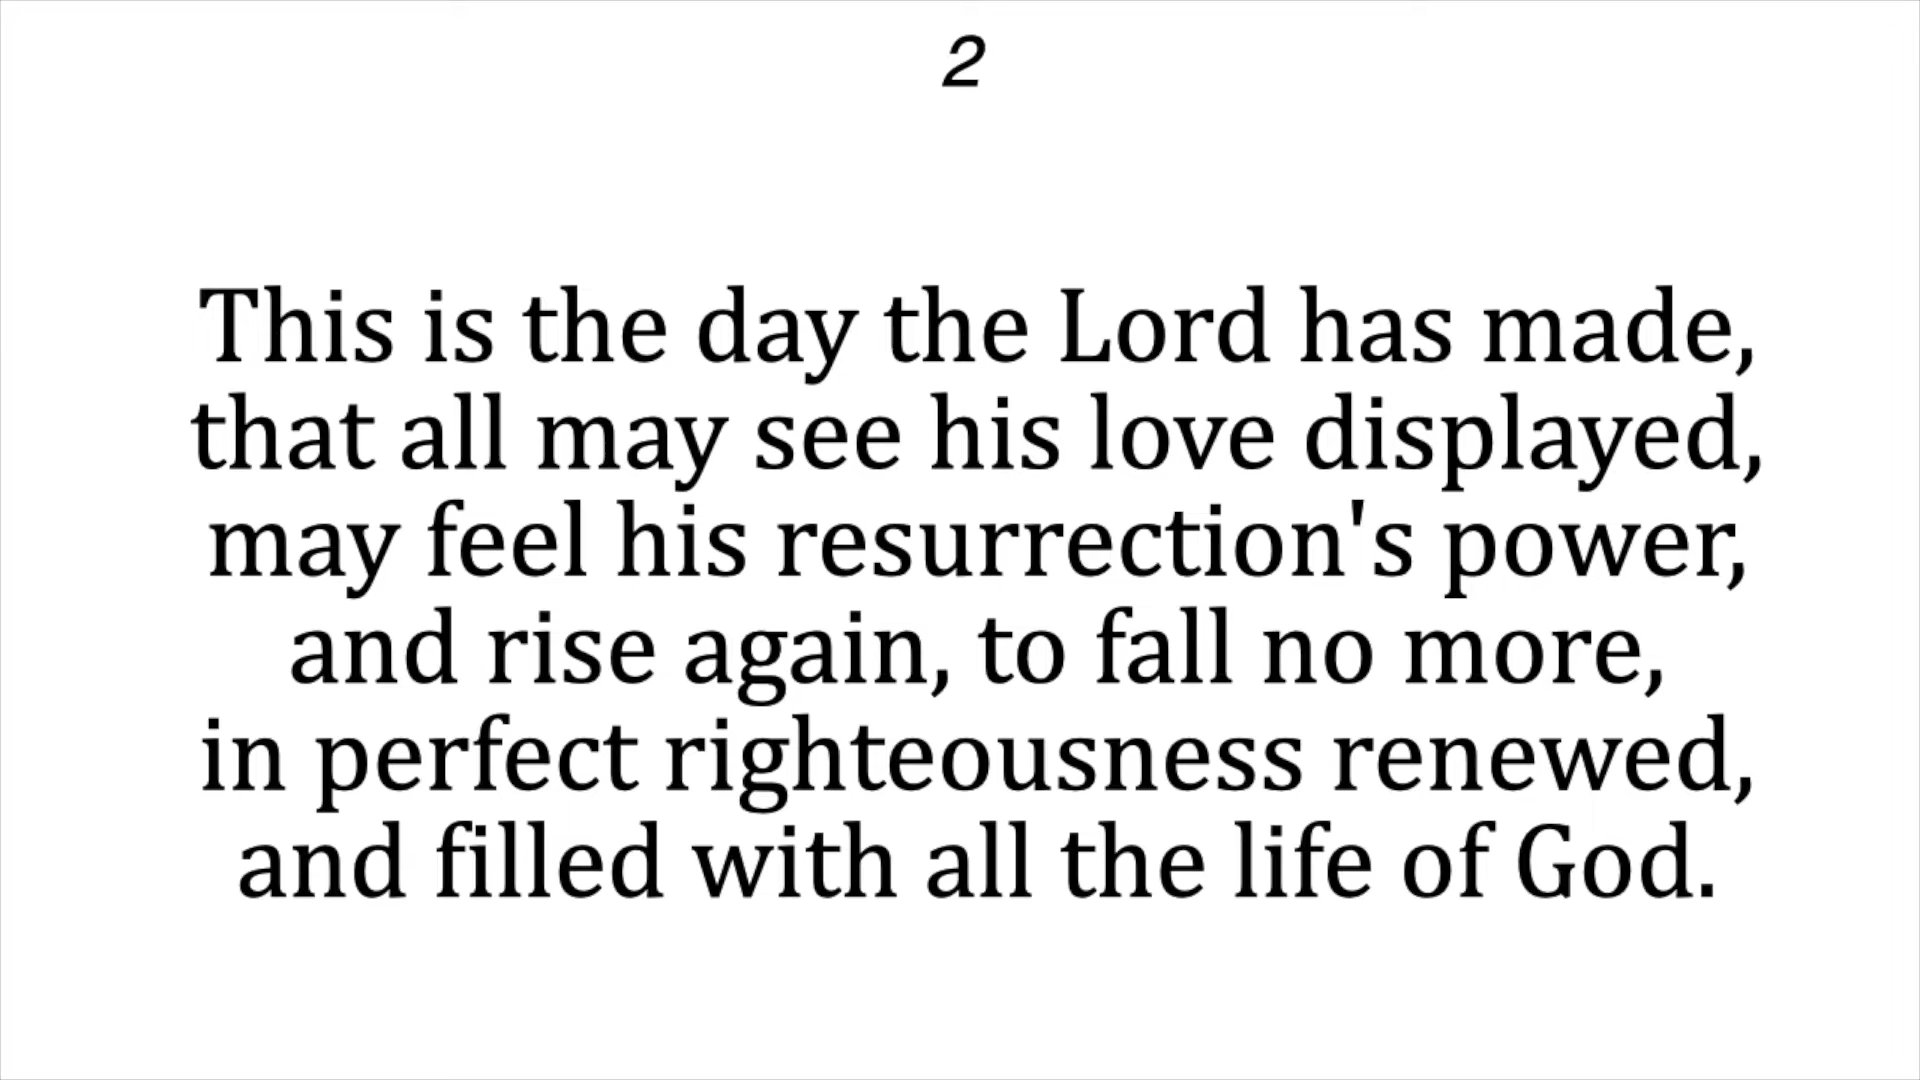 2
This is the day the Lord has made,
that all may see his love displayed,
may feel his resurrection's power,
and rise again, to fall no more,
in perfect righteousness renewed,
and filled with all the life of God.